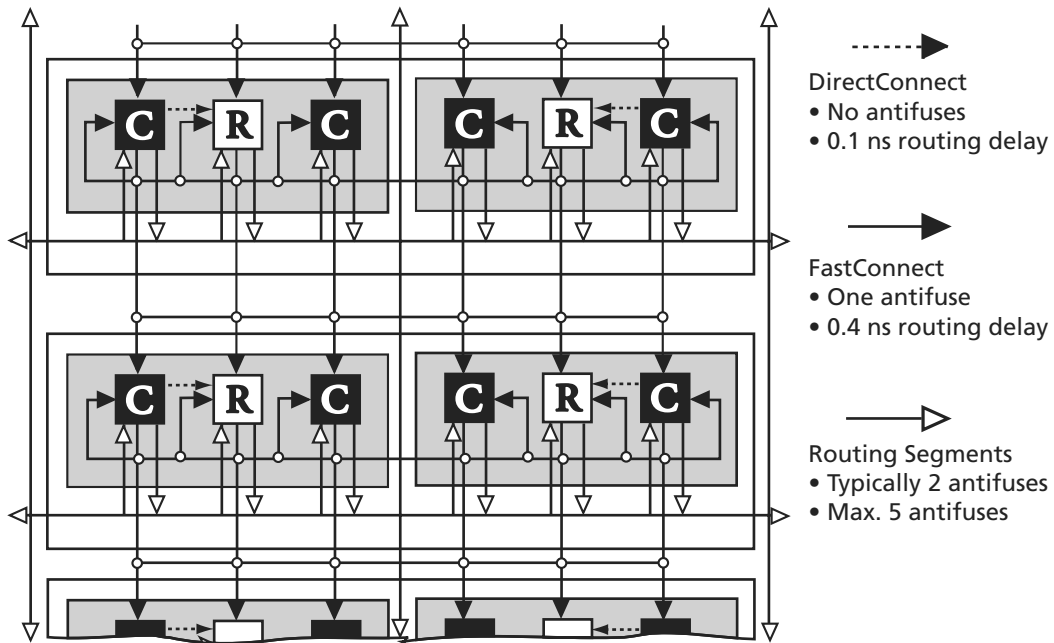 C R C C R C
DirectConnect
• No antifuses
• 0.1 ns routing delay
FastConnect
• One antifuse
• 0.4 ns routing delay
C R C C R C
Routing Segments
• Typically 2 antifuses
• Max. 5 antifuses